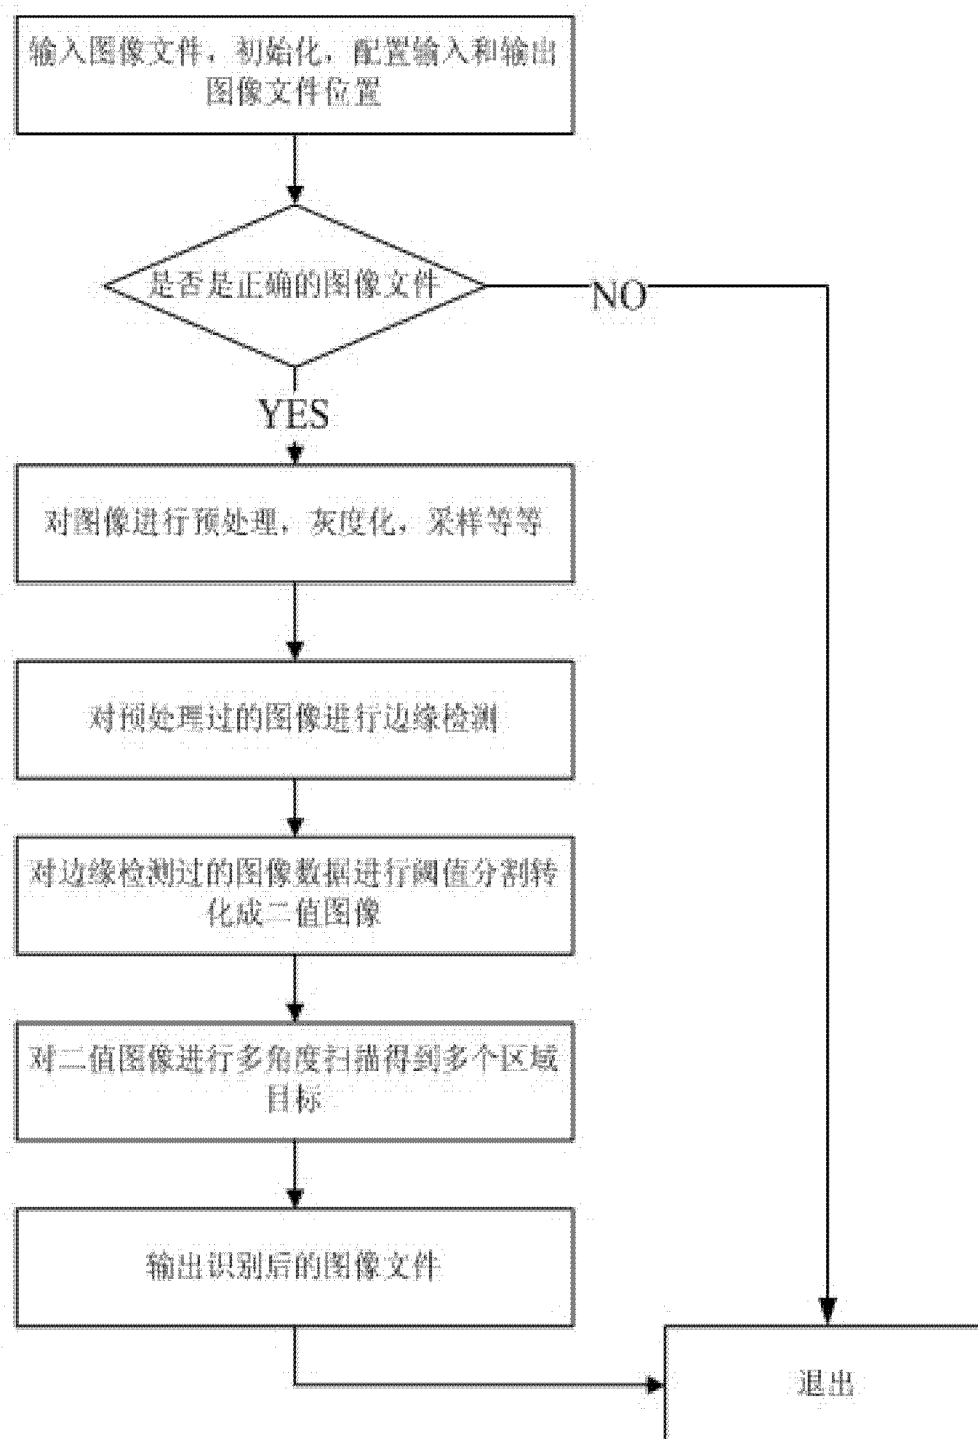 输入图像文件，初始化，配置输入和输出
图像文件位置
是否是正确的图像文件
NO
YES
对图像进行预处理，灰度化，采样等等
对预处理过的图像进行边缘检测
对边缘检测过的图像数据进行阈值分割转
化成二值图像
对二值图像进行多角度扫描得到多个区域
目标
输出识别后的图像文件
退出